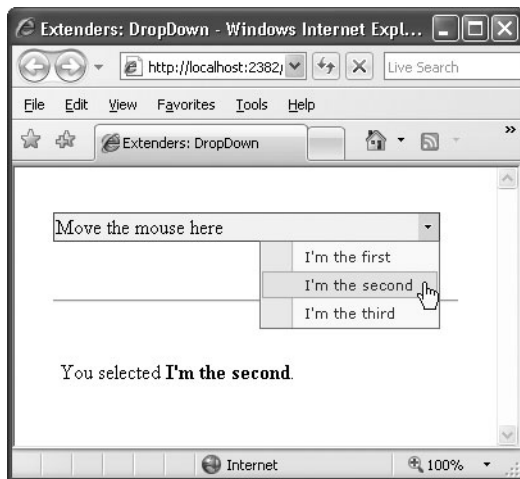 Extenders: DropDown - Windows Internet Expl...
http://localhost:2382/
Live Search
File Edit View Favorites Tools Help
Extenders: DropDown
»
Move the mouse here
I'm the first
I'm the second
I'm the third
You selected I'm the second.
Internet
100%